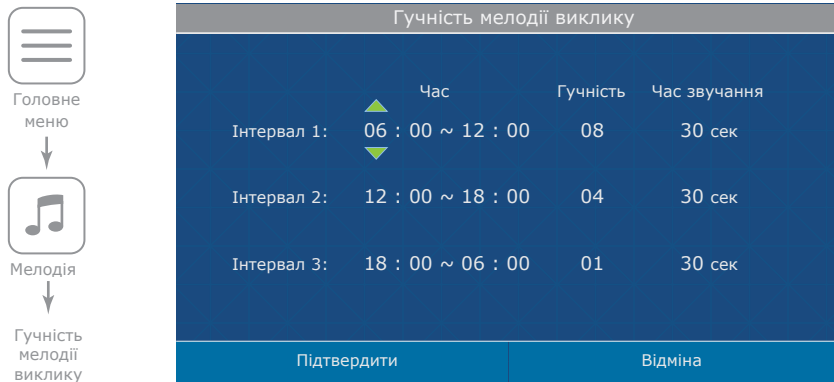 Головне
меню
Мелодія
Гучність
мелодії
виклику
Гучність мелодії виклику
Час Гучність Час звучання
Інтервал 1: 06 : 00 ~ 12 : 00 08 30 сек
Інтервал 2: 12 : 00 ~ 18 : 00 04 30 сек
Інтервал 3: 18 : 00 ~ 06 : 00 01 30 сек
Підтвердити Відміна